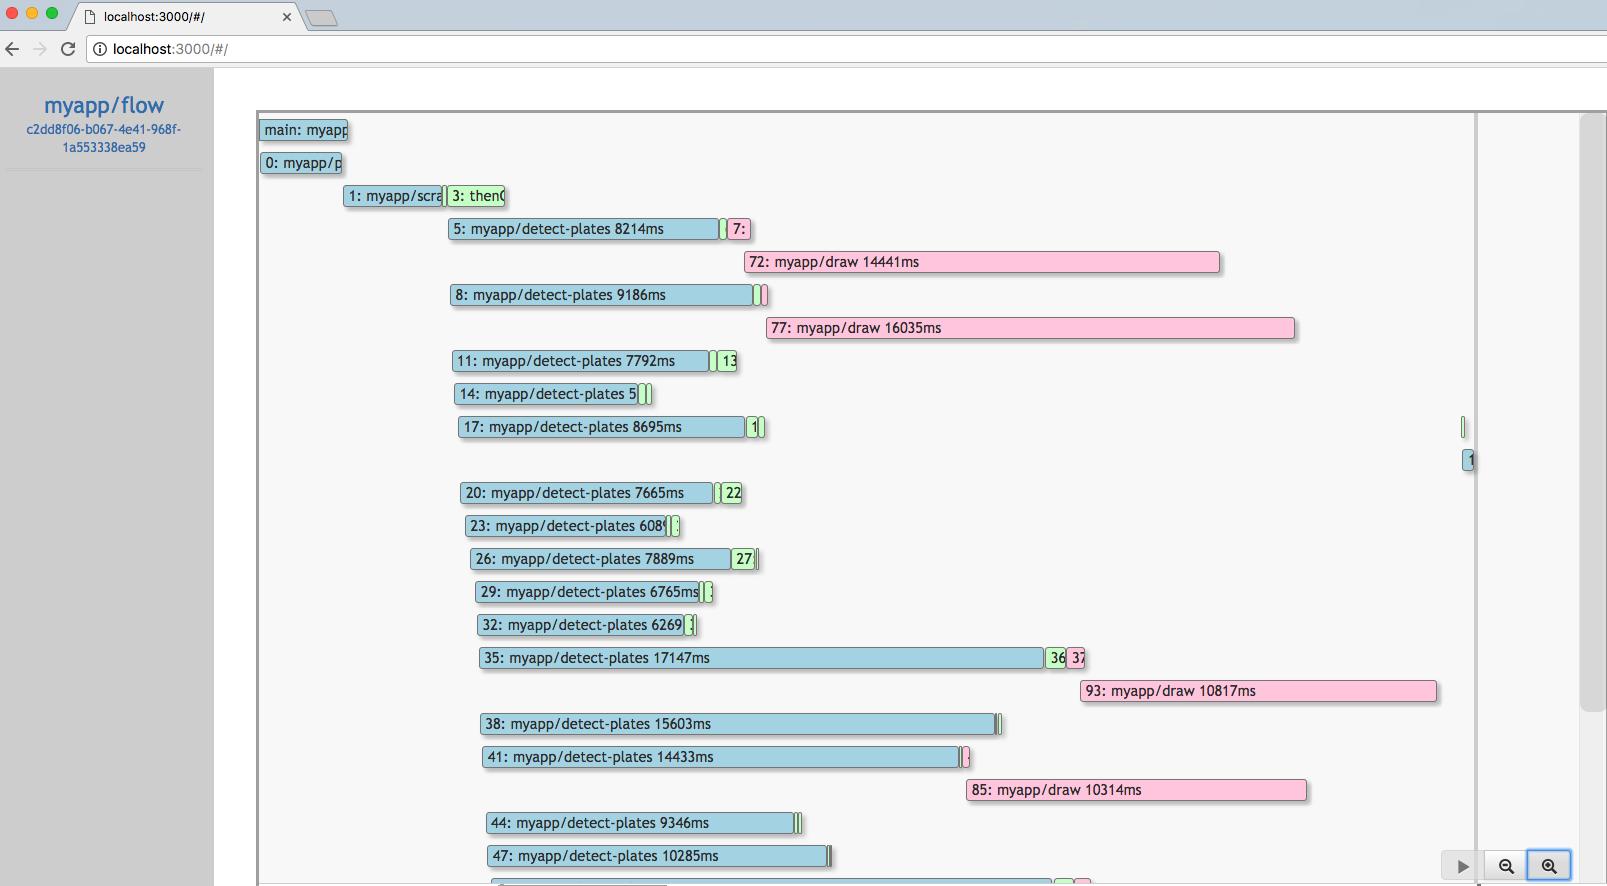 localhost:3000/#/
localhost:3000/#/
myapp/flow
c2dd8f06-b067-4e41-968f-
1a553338ea59
main: myapp
0: myapp/p
1: myapp/scra 3: then
5: myapp/detect-plates 8214ms 7:
72: myapp/draw 14441ms
8: myapp/detect-plates 9186ms
77: myapp/draw 16035ms
11: myapp/detect-plates 7792ms 13
14: myapp/detect-plates 5
17: myapp/detect-plates 8695ms 1
1
20: myapp/detect-plates 7665ms 22
23: myapp/detect-plates 608
26: myapp/detect-plates 7889ms 27
29: myapp/detect-plates 6765ms
32: myapp/detect-plates 6269
35: myapp/detect-plates 17147ms 36 37
93: myapp/draw 10817ms
38: myapp/detect-plates 15603ms
41: myapp/detect-plates 14433ms
85: myapp/draw 10314ms
44: myapp/detect-plates 9346ms
47: myapp/detect-plates 10285ms